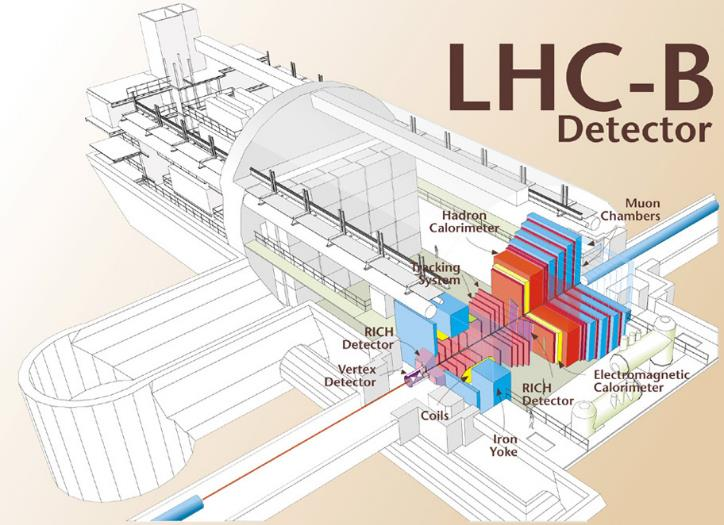 LHC-B
Detector
Muon
Chambers
Hadron
Calorimeter
Tracking
System
RICH
Detector
Vertex
Detector
Coils
Iron
Yoke
RICH
Detector
Electromagnetic
Calorimeter